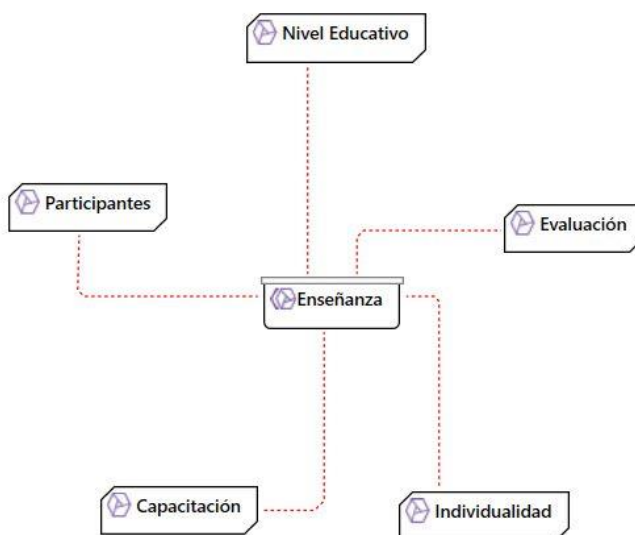 Nivel Educativo
Participantes
Evaluación
Enseñanza
Capacitación
Individualidad